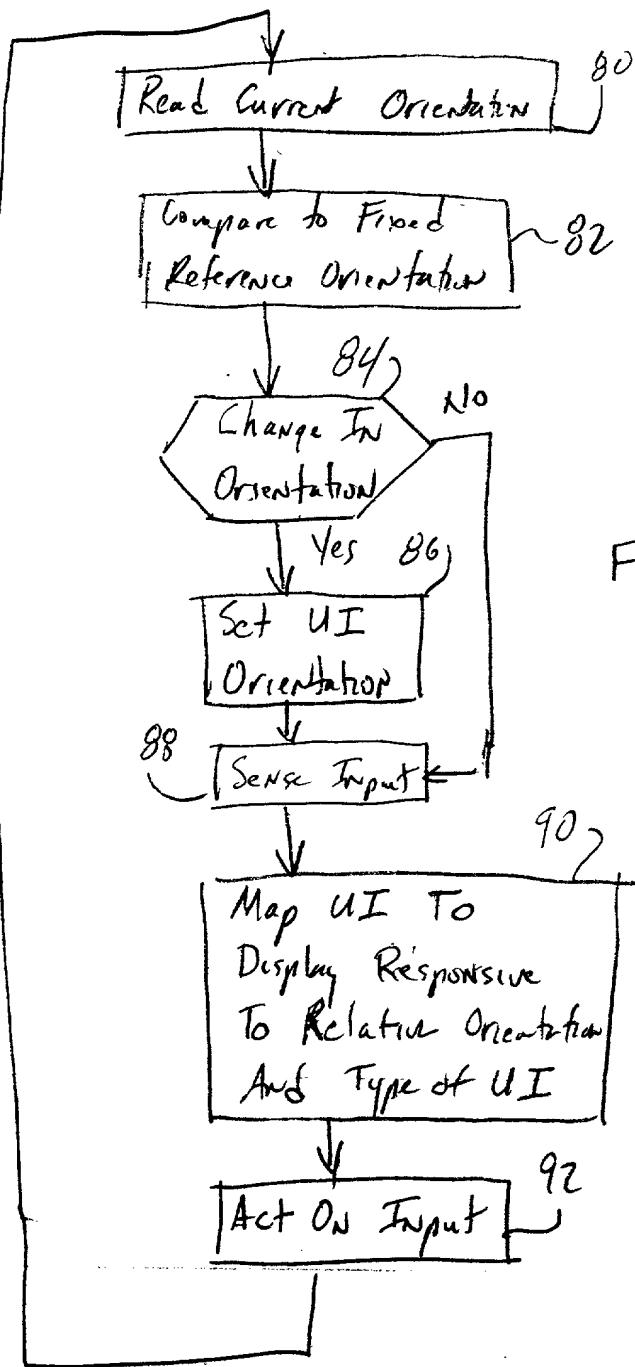 Read Current Orientation
80
Compare to Fixed
Reference Orientation
82
84
Change In
Orientation
No
Yes
86
F
Set UI
Orientation
88
Sense Input
90
Map UI To
Display Responsive
To Relative Orientation
And Type of UI
92
Act On Input